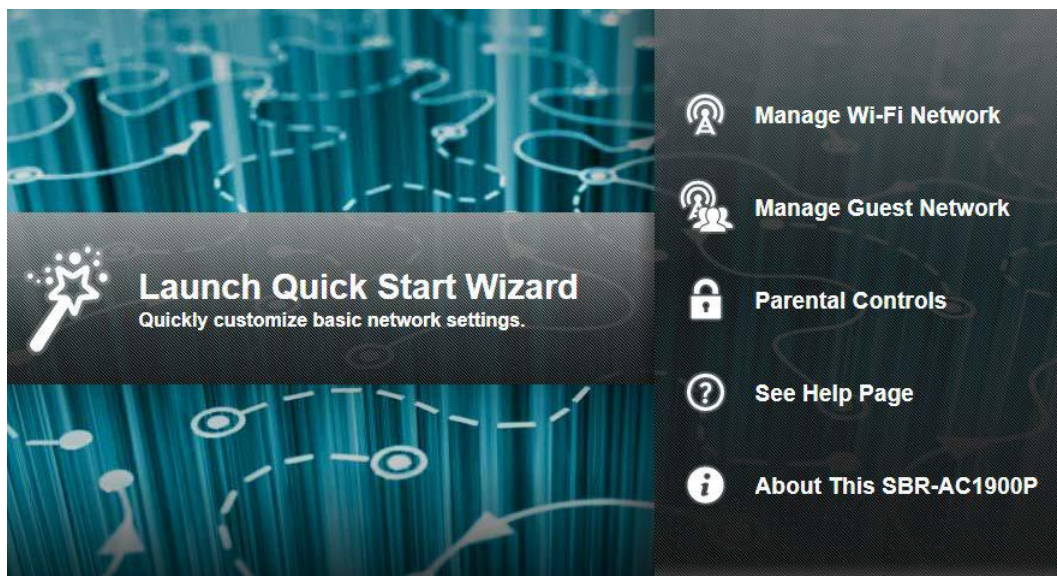 Launch Quick Start Wizard
Quickly customize basic network settings.
Manage Wi-Fi Network
Manage Guest Network
Parental Controls
See Help Page
About This SBR-AC1900P